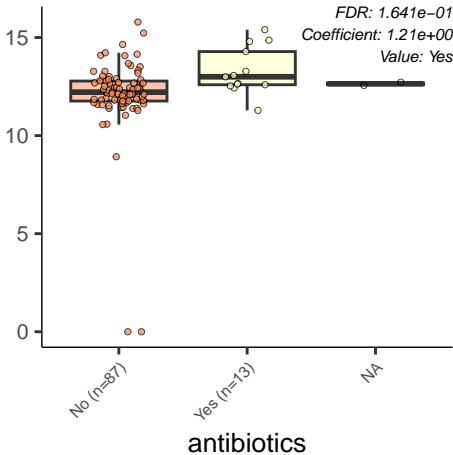 FDR: 1.641e−01
Coefficient: 1.21e+00
Value: Yes
15
10
5
0
No (n=87)
Yes (n=13)
NA
antibiotics